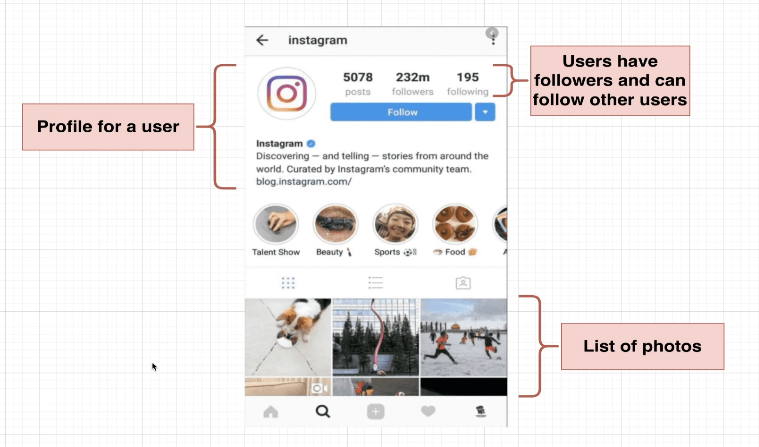 instagram
5078 232m 195
posts followers following
Follow
Instagram
Discovering — and telling — stories from around the
world. Curated by Instagram's community team.
blog.instagram.com/
Talent Show Beauty Sports Food A
Profile for a user
Users have
followers and can
follow other users
List of photos